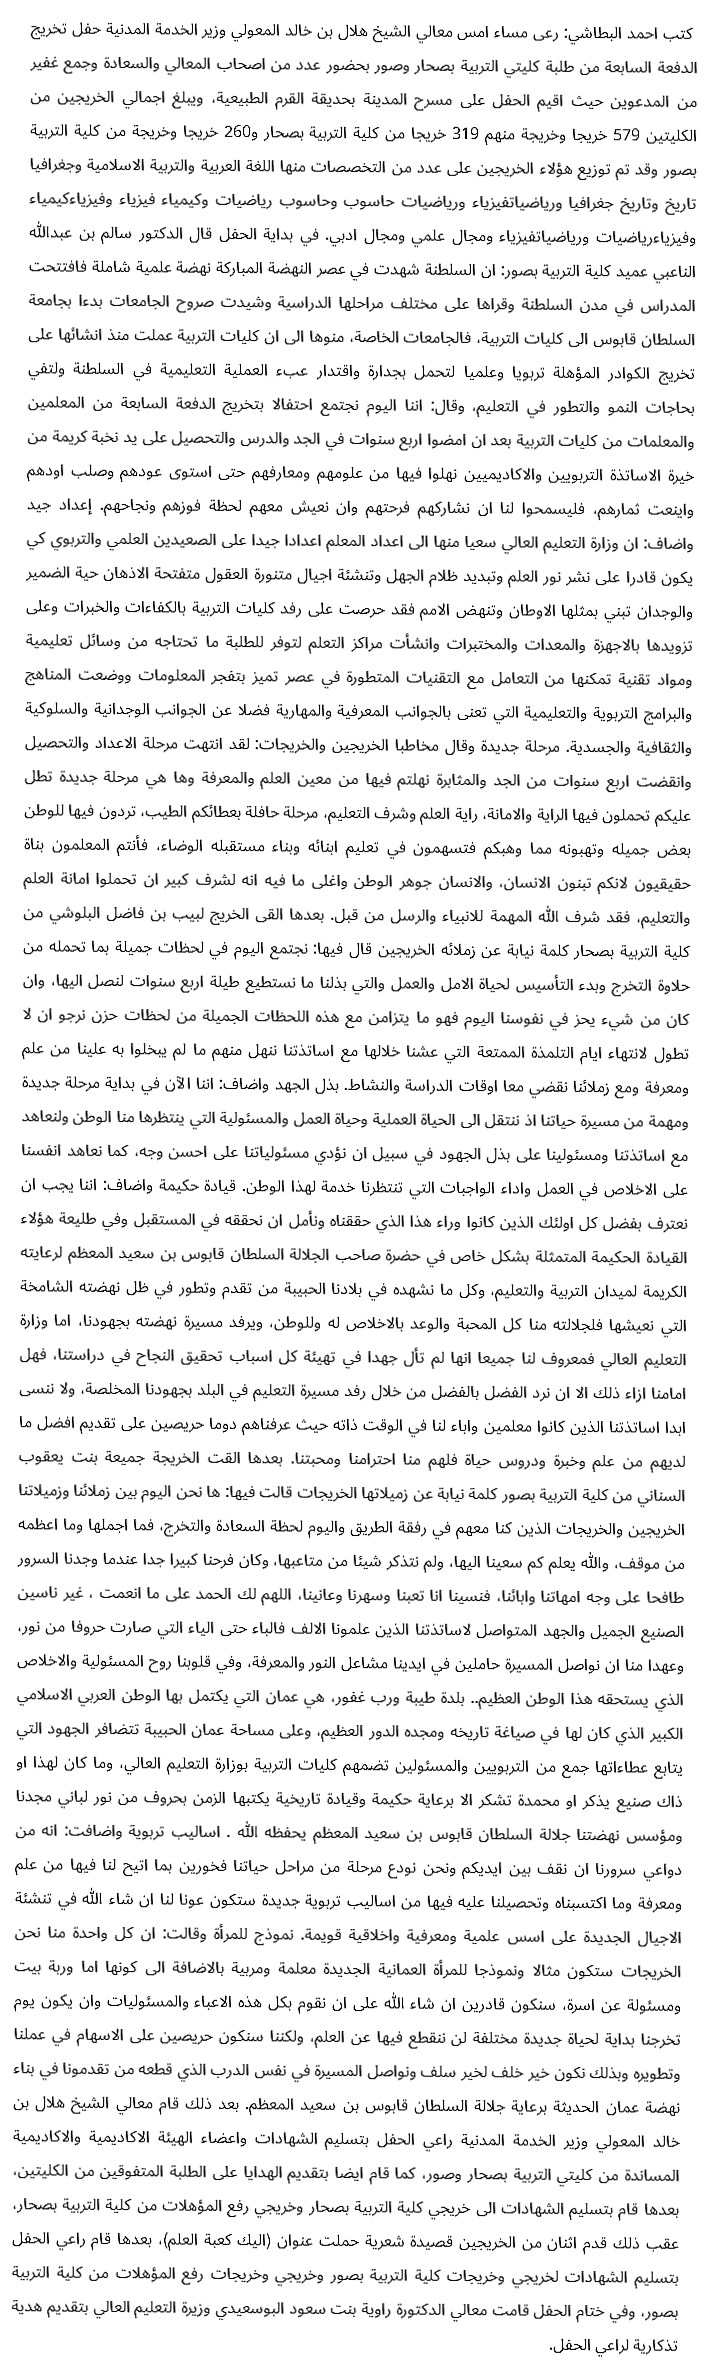 كتب احمد البطاشي: رعى مساء امس معالي الشيخ هلال بن خالد المعولي وزير الخدمة المدنية حفل تخريج
الدفعة السابعة من طلبة كليتي التربية بصحار وصور بحضور عدد من اصحاب المعالي والسعادة وجمع غفير
من المدعوين حيث اقيم الحفل على مسرح المدينة بحديقة القرم الطبيعية، ويبلغ اجمالي الخريجين من
الكليتين 579 خريجا وخريجة منهم 319 خريجا من كلية التربية بصحار و260 خريجا وخريجة من كلية التربية
بصور وقد تم توزيع هؤلاء الخريجين على عدد من التخصصات منها اللغة العربية والتربية الاسلامية وجغرافيا
تاريخ وتاريخ جغرافيا ورياضياتفيزياء ورياضيات حاسوب وحاسوب رياضيات وكيمياء فيزياء وفيزياءكيمياء
وفيزياءرياضيات ورياضياتفيزياء ومجال علمي ومجال ادبي. في بداية الحفل قال الدكتور سالم بن عبدالله
الناعبي عميد كلية التربية بصور: ان السلطنة شهدت في عصر النهضة المباركة نهضة علمية شاملة فافتتحت
المدارس في مدن السلطنة وقراها على مختلف مراحلها الدراسية وشيدت صروح الجامعات بدءا بجامعة
السلطان قابوس الى كليات التربية، فالجامعات الخاصة، منوها الى ان كليات التربية عملت منذ انشائها على
تخريج الكوادر المؤهلة تربويا وعلميا لتحمل بجدارة واقتدار عبء العملية التعليمية في السلطنة ولتفي
بحاجات النمو والتطور في التعليم، وقال: اننا اليوم نجتمع احتفالا بتخريج الدفعة السابعة من المعلمين
والمعلمات من كليات التربية بعد ان امضوا اربع سنوات في الجد والدرس والتحصيل على يد نخبة كريمة من
خيرة الاساتذة التربويين والاكاديميين نهلوا فيها من علومهم ومعارفهم حتى استوى عودهم وصلب اودهم
واينعت ثمارهم، فليسمحوا لنا ان نشاركهم فرحتهم وان نعيش معهم لحظة فوزهم ونجاحهم. إعداد جيد
واضاف: ان وزارة التعليم العالي سعيا منها الى اعداد المعلم اعدادا جيدا على الصعيدين العلمي والتربوي كي
يكون قادرا على نشر نور العلم وتبديد ظلام الجهل وتنشئة اجيال متنورة العقول متفتحة الاذهان حية الضمير
والوجدان تبني بمثلها الاوطان وتنهض الامم فقد حرصت على رفد كليات التربية بالكفاءات والخبرات وعلى
تزويدها بالاجهزة والمعدات والمختبرات وانشأت مراكز التعلم لتوفر للطلبة ما تحتاجه من وسائل تعليمية
ومواد تقنية تمكنها من التعامل مع التقنيات المتطورة في عصر تميز بتفجر المعلومات ووضعت المناهج
والبرامج التربوية والتعليمية التي تعنى بالجوانب المعرفية والمهارية فضلا عن الجوانب الوجدانية والسلوكية
والثقافية والجسدية. مرحلة جديدة وقال مخاطبا الخريجين والخريجات: لقد انتهت مرحلة الاعداد والتحصيل
وانقضت اربع سنوات من الجد والمثابرة نهلتم فيها من معين العلم والمعرفة وها هي مرحلة جديدة تطل
عليكم تحملون فيها الراية والامانة، راية العلم وشرف التعليم، مرحلة حافلة بعطائكم الطيب، تردون فيها للوطن
بعض جميله وتهبونه مما وهبكم فتسهمون في تعليم ابنائه وبناء مستقبله الوضاء، فأنتم المعلمون بناة
حقيقيون لانكم تبنون الانسان، والانسان جوهر الوطن واغلى ما فيه انه لشرف كبير ان تحملوا امانة العلم
والتعليم، فقد شرف الله المهمة للانبياء والرسل من قبل. بعدها القى الخريج لبيب بن فاضل البلوشي من
كلية التربية بصحار كلمة نيابة عن زملائه الخريجين قال فيها: نجتمع اليوم في لحظات جميلة بما تحمله من
حلاوة التخرج وبدء التأسيس لحياة الامل والعمل والتي بذلنا ما نستطيع طيلة اربع سنوات لنصل اليها، وان
كان من شيء يحز في نفوسنا اليوم فهو ما يتزامن مع هذه اللحظات الجميلة من لحظات حزن نرجو ان لا
تطول لانتهاء ايام التلمذة الممتعة التي عشنا خلالها مع اساتذتنا ننهل منهم ما لم يبخلوا به علينا من علم
ومعرفة ومع زملائنا نقضي معا اوقات الدراسة والنشاط. بذل الجهد واضاف: اننا الآن في بداية مرحلة جديدة
ومهمة من مسيرة حياتنا اذ ننتقل الى الحياة العملية وحياة العمل والمسئولية التي ينتظرها منا الوطن ولنعاهد
مع اساتذتنا ومسئولينا على بذل الجهود في سبيل ان نؤدي مسئولياتنا على احسن وجه، كما نعاهد انفسنا
على الاخلاص في العمل واداء الواجبات التي تنتظرنا خدمة لهذا الوطن. قيادة حكيمة واضاف: اننا يجب ان
نعترف بفضل كل اولئك الذين كانوا وراء هذا الذي حققناه ونأمل ان نحققه في المستقبل وفي طليعة هؤلاء
القيادة الحكيمة المتمثلة بشكل خاص في حضرة صاحب الجلالة السلطان قابوس بن سعيد المعظم لرعايته
الكريمة لميدان التربية والتعليم، وكل ما نشهده في بلادنا الحبيبة من تقدم وتطور في ظل نهضته الشامخة
التي نعيشها فلجلالته منا كل المحبة والوعد بالاخلاص له وللوطن، ويرفد مسيرة نهضته بجهودنا، اما وزارة
التعليم العالي فمعروف لنا جميعا انها لم تأل جهدا في تهيئة كل اسباب تحقيق النجاح في دراستنا، فهل
امامنا ازاء ذلك الا ان نرد الفضل بالفضل من خلال رفد مسيرة التعليم في البلد بجهودنا المخلصة، ولا ننسى
ابدا اساتذتنا الذين كانوا معلمين واباء لنا في الوقت ذاته حيث عرفناهم دوما حريصين على تقديم افضل ما
لديهم من علم وخبرة ودروس حياة فلهم منا احترامنا ومحبتنا. بعدها القت الخريجة جميعة بنت يعقوب
السناني من كلية التربية بصور كلمة نيابة عن زميلاتها الخريجات قالت فيها: ها نحن اليوم بين زملائنا وزميلاتنا
الخريجين والخريجات الذين كنا معهم في رفقة الطريق واليوم لحظة السعادة والتخرج، فما اجملها وما اعظمه
من موقف، والله يعلم كم سعينا اليها، ولم نتذكر شيئا من متاعبها، وكان فرحنا كبيرا جدا عندما وجدنا السرور
طافحا على وجه امهاتنا وابائنا، فنسينا انا تعبنا وسهرنا وعانينا، اللهم لك الحمد على ما انعمت ، غير ناسين
الصنيع الجميل والجهد المتواصل لاساتذتنا الذين علمونا الالف فالباء حتى الياء التي صارت حروفا من نور،
وعهدا منا ان نواصل المسيرة حاملين في ايدينا مشاعل النور والمعرفة، وفي قلوبنا روح المسئولية والاخلاص
الذي يستحقه هذا الوطن العظيم.. بلدة طيبة ورب غفور، هي عمان التي يكتمل بها الوطن العربي الاسلامي
الكبير الذي كان لها في صياغة تاريخه ومجده الدور العظيم، وعلى مساحة عمان الحبيبة تتضافر الجهود التي
يتابع عطاءاتها جمع من التربويين والمسئولين تضمهم كليات التربية بوزارة التعليم العالي، وما كان لهذا او
ذاك صنيع يذكر او محمدة تشكر الا برعاية حكيمة وقيادة تاريخية يكتبها الزمن بحروف من نور لباني مجدنا
ومؤسس نهضتنا جلالة السلطان قابوس بن سعيد المعظم يحفظه الله . اساليب تربوية واضافت: انه من
دواعي سرورنا ان نقف بين ايديكم ونحن نودع مرحلة من مراحل حياتنا فخورين بما اتيح لنا فيها من علم
ومعرفة وما اكتسبناه وتحصيلنا عليه فيها من اساليب تربوية جديدة ستكون عونا لنا ان شاء الله في تنشئة
الاجيال الجديدة على اسس علمية ومعرفية واخلاقية قويمة. نموذج للمرأة وقالت: ان كل واحدة منا نحن
الخريجات ستكون مثالا ونموذجا للمرأة العمانية الجديدة معلمة ومربية بالاضافة الى كونها اما وربة بيت
ومسئولة عن اسرة، سنكون قادرين ان شاء الله على ان نقوم بكل هذه الاعباء والمسئوليات وان يكون يوم
تخرجنا بداية لحياة جديدة مختلفة لن ننقطع فيها عن العلم، ولكننا سنكون حريصين على الاسهام في عملنا
وتطويره وبذلك نكون خير خلف لخير سلف ونواصل المسيرة في نفس الدرب الذي قطعه من تقدمونا في بناء
نهضة عمان الحديثة برعاية جلالة السلطان قابوس بن سعيد المعظم. بعد ذلك قام معالي الشيخ هلال بن
خالد المعولي وزير الخدمة المدنية راعي الحفل بتسليم الشهادات واعضاء الهيئة الاكاديمية والاكاديمية
المساندة من كليتي التربية بصحار وصور، كما قام ايضا بتقديم الهدايا على الطلبة المتفوقين من الكليتين،
بعدها قام بتسليم الشهادات الى خريجي كلية التربية بصحار وخريجي رفع المؤهلات من كلية التربية بصحار،
عقب ذلك قدم اثنان من الخريجين قصيدة شعرية حملت عنوان (اليك كعبة العلم)، بعدها قام راعي الحفل
بتسليم الشهادات لخريجي وخريجات كلية التربية بصور وخريجي وخريجات رفع المؤهلات من كلية التربية
بصور، وفي ختام الحفل قامت معالي الدكتورة راوية بنت سعود البوسعيدي وزيرة التعليم العالي بتقديم هدية
تذكارية لراعي الحفل.